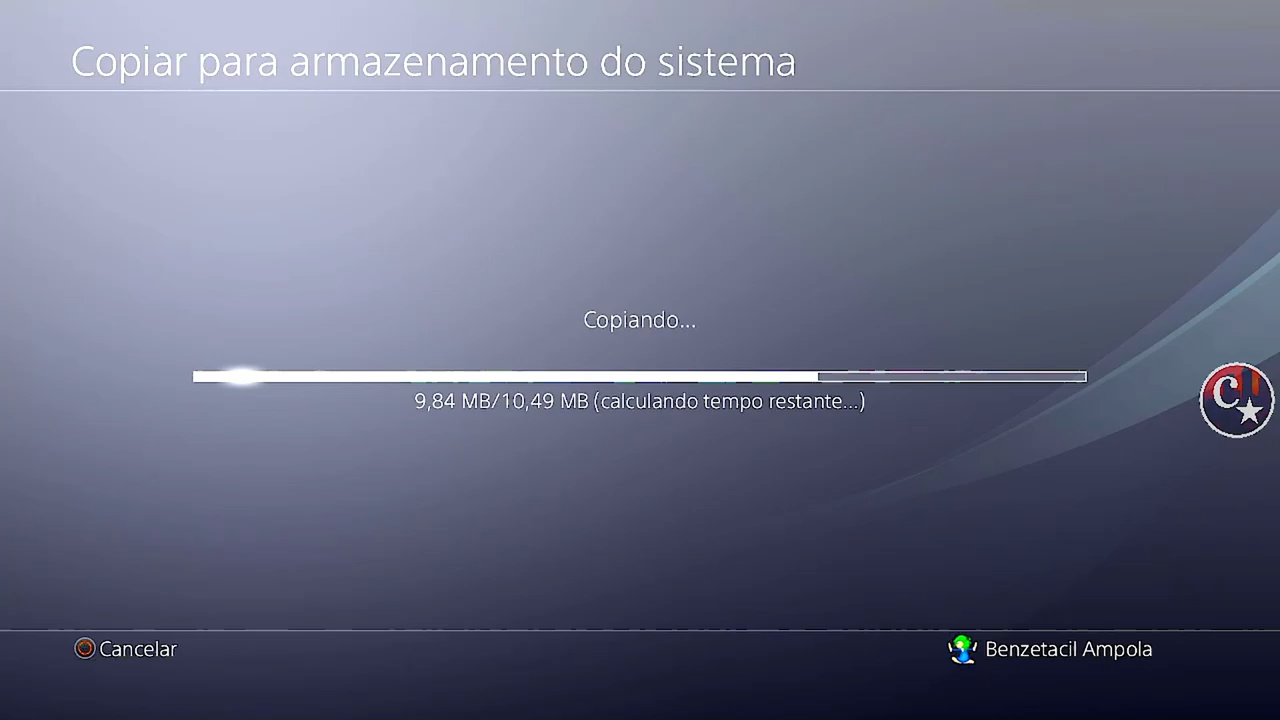 Copiar para armazenamento do sistema
Copiando...
9,84 MB/10,49 MB (calculando tempo restante...)
Cancelar
Benzetacil Ampola
C